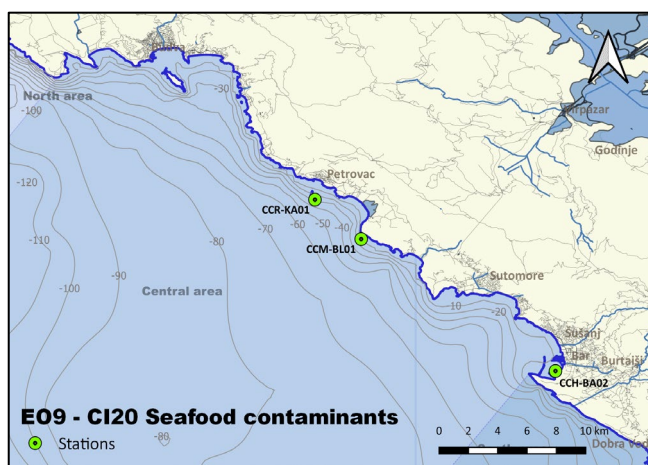 North area
-100
-30
-120
-110
-100
-90
-80
-70
-60
-50
-40
Petrovac
CCR-KA01
CCM-BL01
Central area
Godinje
Sutomore
-10
-20
Sušanj
Bar
Burtaiši
CCH-BA02
EO9 - CI20 Seafood contaminants
Stations
-80
0 2 4 6 8 10 km